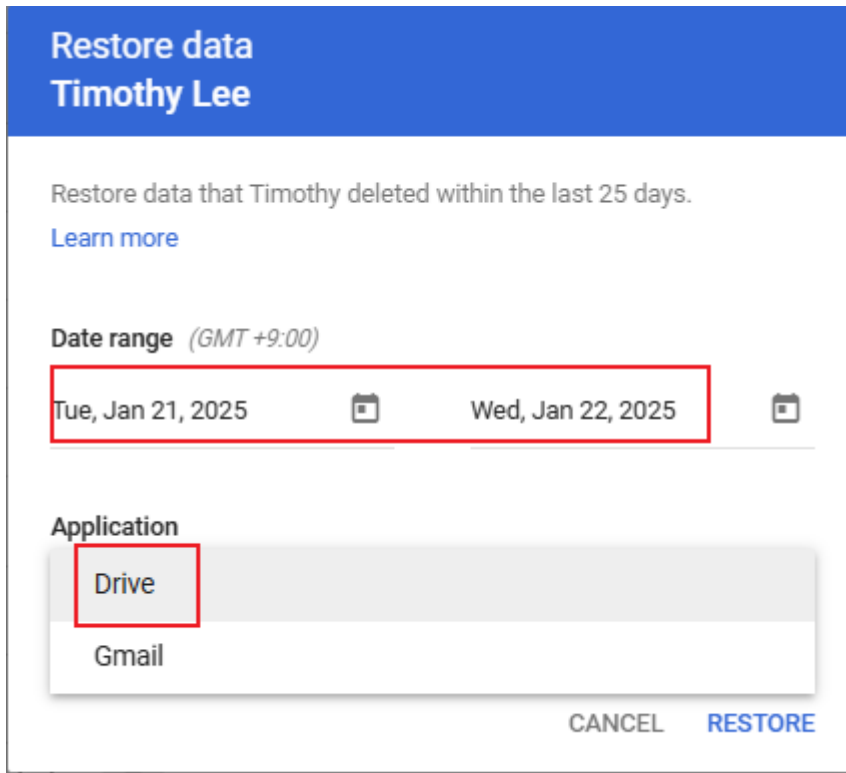 Restore data
Timothy Lee
Restore data that Timothy deleted within the last 25 days.
Learn more
Date range (GMT +9:00)
Tue, Jan 21, 2025 Wed, Jan 22, 2025
Application
Drive
Gmail
CANCEL RESTORE